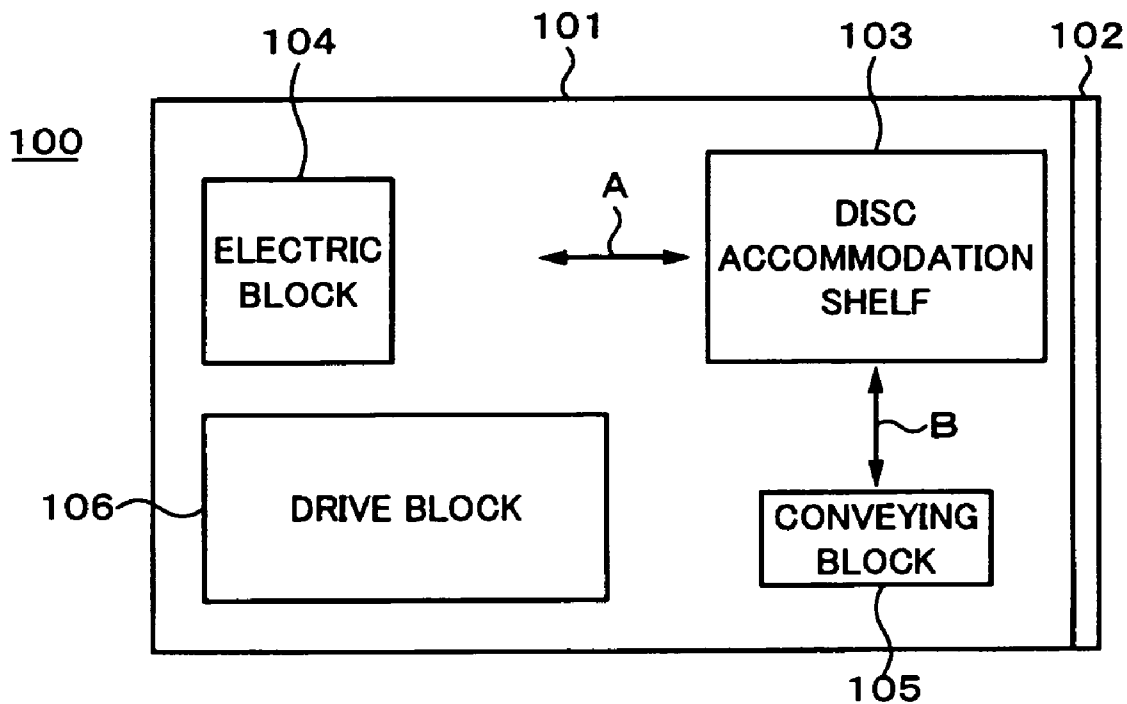 104
101
103
102
100
A
ELECTRIC
BLOCK
DISC
ACCOMMODATION
SHELF
B
106
DRIVE BLOCK
CONVEYING
BLOCK
105